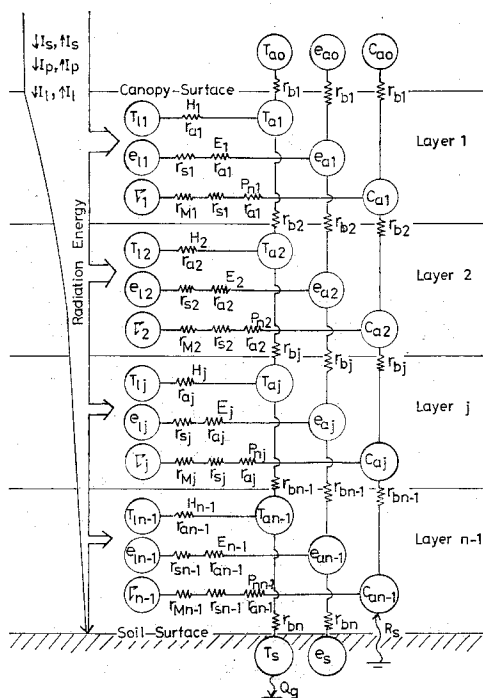 ↓Is, ↑Is
↓Ip, ↑Ip
↓Il, ↑Il
Tao eao Cao
Canopy-Surface
rb1 rb1 rb1
Tl1 H1 ra1 Ta1
el1 rs1 E1 ra1 ea1
Γ1 rM1 rs1 Pn1 ra1 Ca1
Layer 1
rb2 rb2 rb2
Radiation Energy
Tl2 H2 ra2 Ta2
el2 rs2 E2 ra2 ea2
Γ2 rM2 rs2 Pn2 ra2 Ca2
Layer 2
rbj rbj rbj
Tlj Hj raj Taj
elj rsj Ej raj eaj
Γj rMj rsj Pnj raj Caj
Layer j
rbn-1 rbn-1 rbn-1
Tln-1 Hn-1 ran-1 Tan-1
eln-1 rsn-1 En-1 ran-1 ean-1
Γn-1 rMn-1 rsn-1 Pnn-1 ran-1 Can-1
Layer n-1
rbn rbn Rs
Soil-Surface
Ts es
Qg